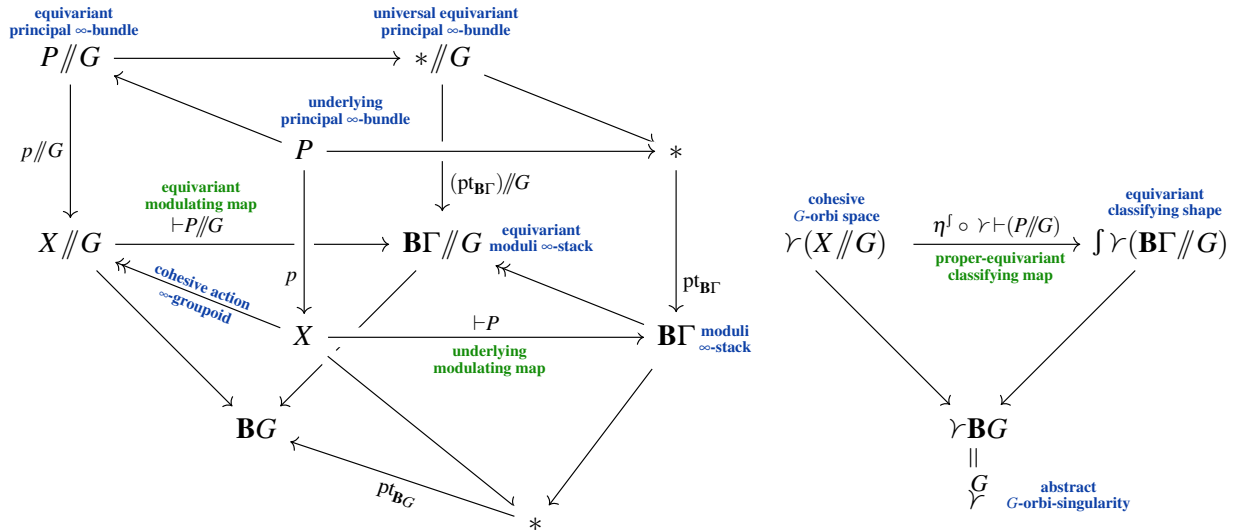 equivariant
principal ∞-bundle
P⫽G
universal equivariant
principal ∞-bundle
∗⫽G
underlying
principal ∞-bundle
P
∗
p⫽G
(pt_BΓ)⫽G
equivariant
modulating map
⊢P⫽G
X⫽G
BΓ⫽G
equivariant
moduli ∞-stack
cohesive action
∞-groupoid
p
pt_BΓ
X
⊢P
underlying
modulating map
BΓ
moduli
∞-stack
BG
pt_BG
∗
cohesive
G-orbi space
ϒ(X⫽G)
η^ʃ ∘ ϒ⊢(P⫽G)
proper-equivariant
classifying map
equivariant
classifying shape
ʃϒ(BΓ⫽G)
ϒBG
||
G
ϒ
abstract
G-orbi-singularity